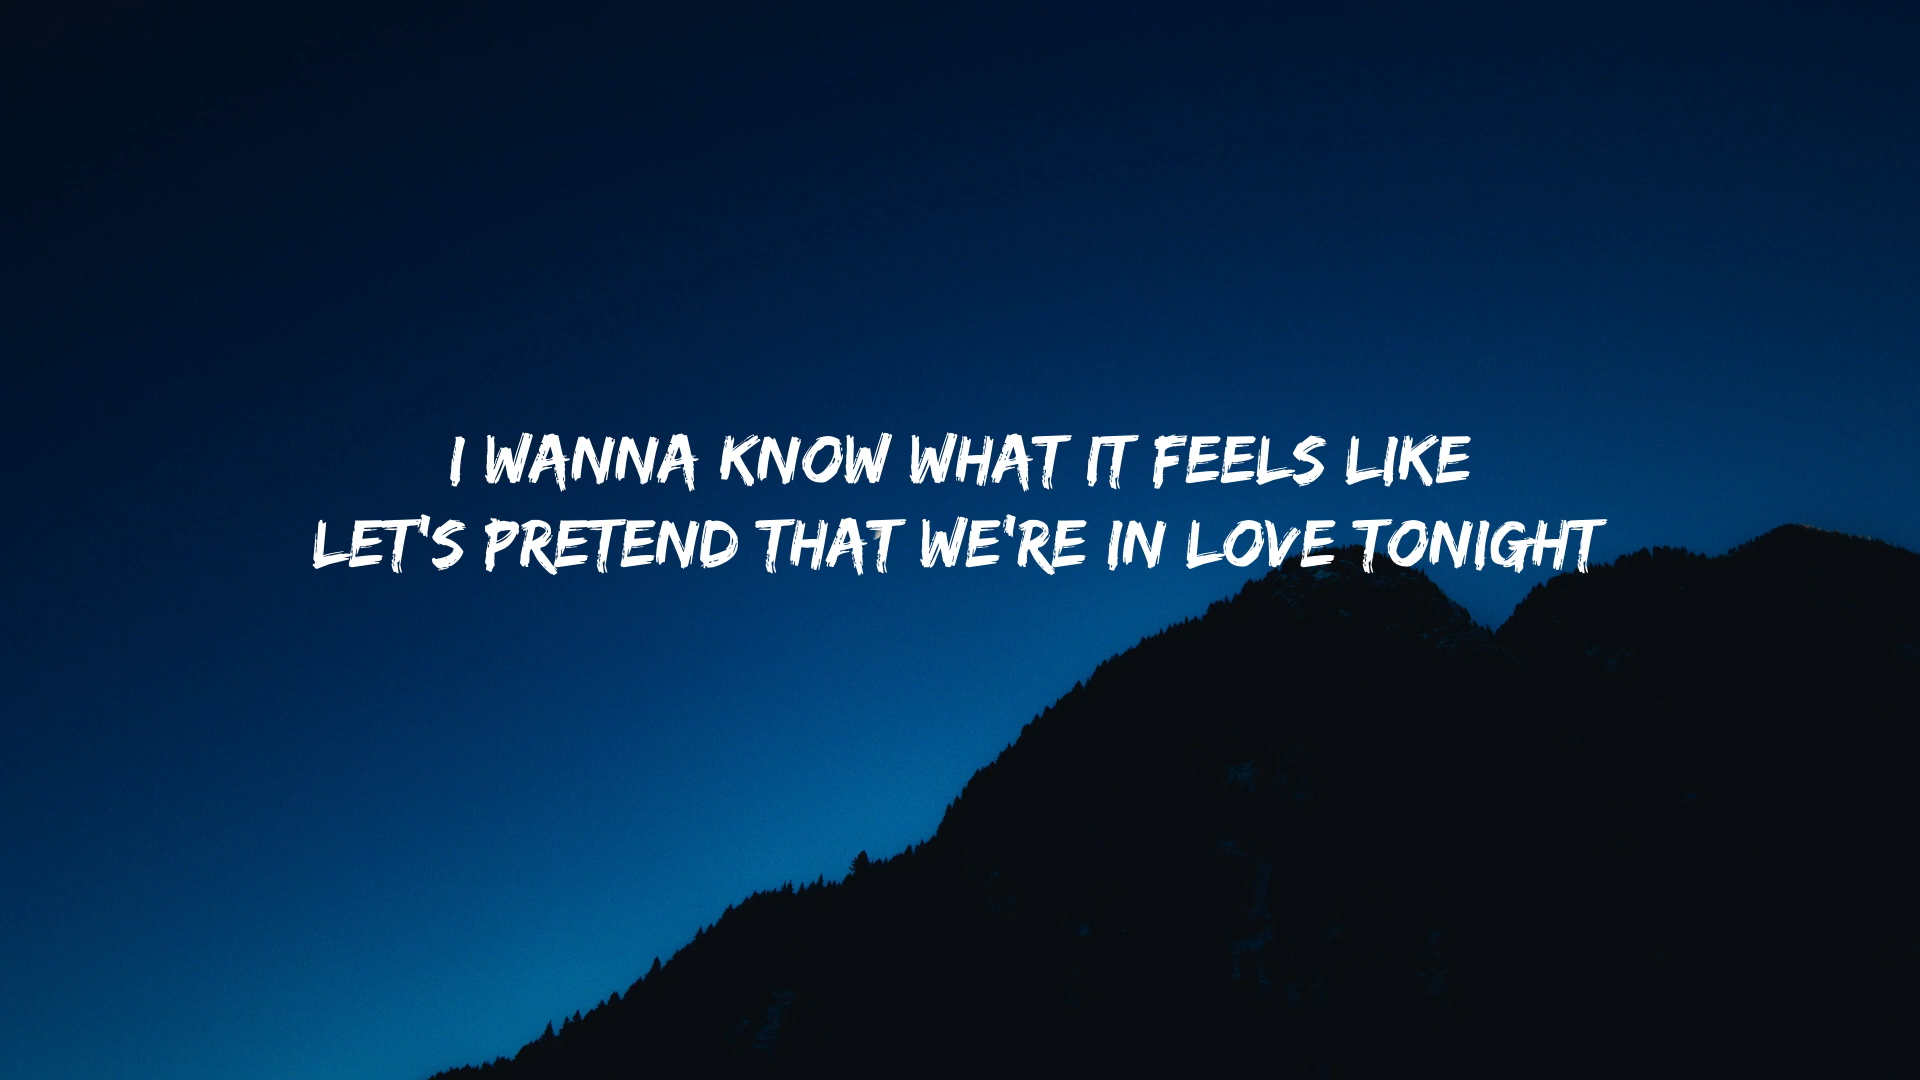 I WANNA KNOW WHAT IT FEELS LIKE
LET'S PRETEND THAT WE'RE IN LOVE TONIGHT